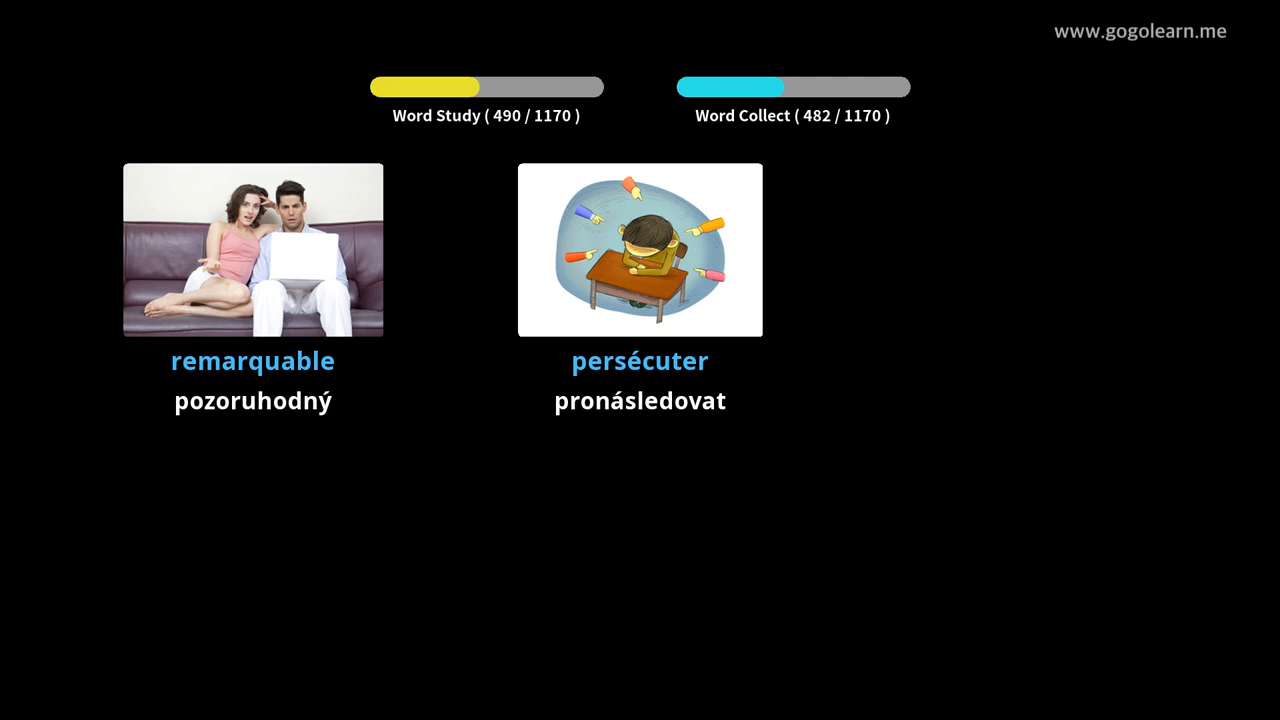 www.gogolearn.me
Word Study ( 490 / 1170 )
Word Collect ( 482 / 1170 )
remarquable
pozoruhodný
persécuter
pronásledovat